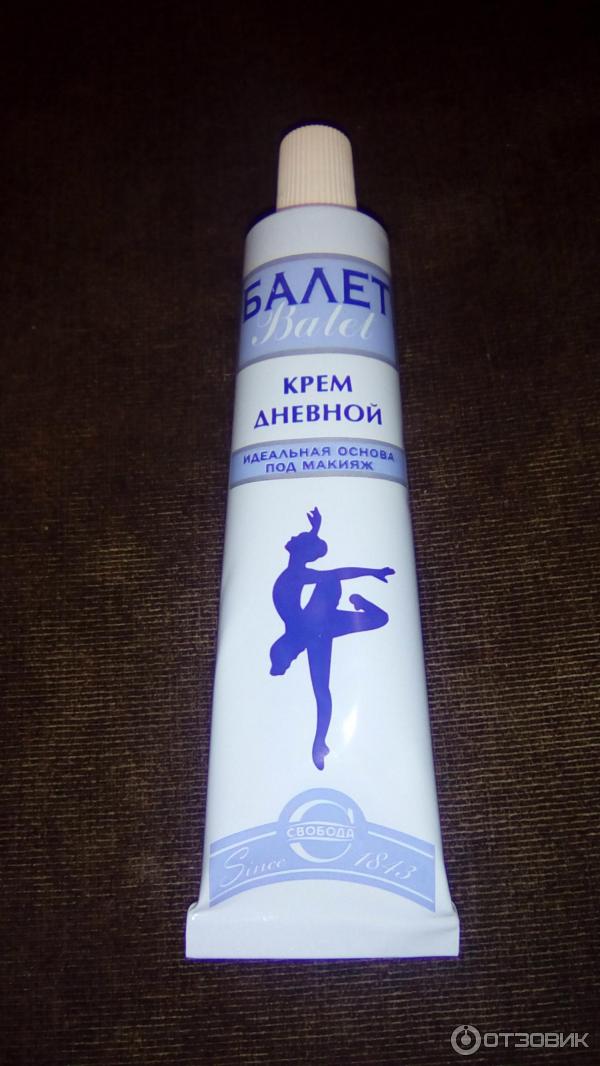 БАЛЕТ
Balet
КРЕМ
ДНЕВНОЙ
ИДЕАЛЬНАЯ ОСНОВА
ПОД МАКИЯЖ
СВОБОДА
Since 1843
ОТЗОВИК